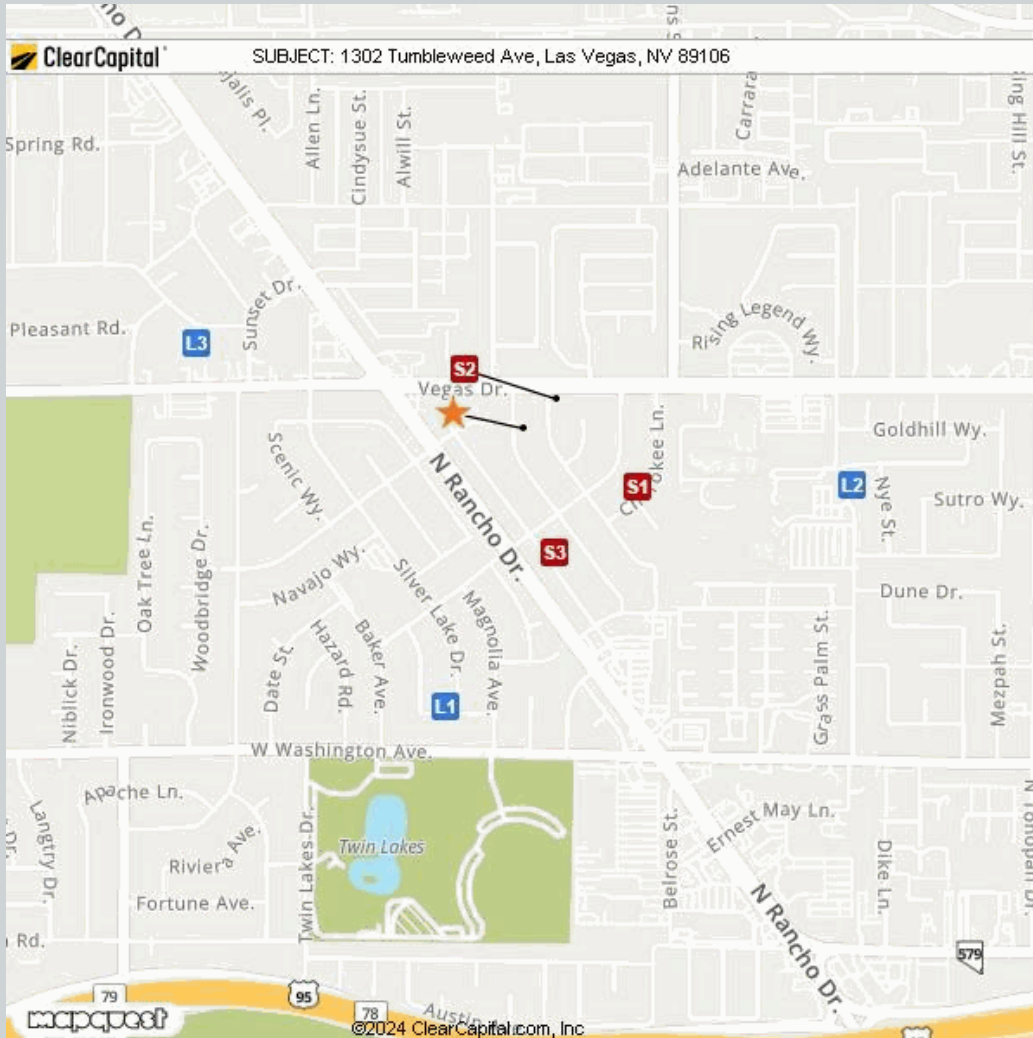 ClearCapital
SUBJECT: 1302 Tumbleweed Ave, Las Vegas, NV 89106
Allen Ln.
Cindysue St.
Alwill St.
Carrara
Spring Rd.
Adelante Ave.
Sunset Dr.
Pleasant Rd.
L3
Rising Legend Wy.
S2
Vegas Dr.
Goldhill Wy.
Scenic Wy.
N Rancho Dr.
S1
L2
Nye St.
Sutro Wy.
S3
Oak Tree Ln.
Woodbridge Dr.
Navajo Wy.
Silver Lake Dr.
Magnolia Ave.
Dune Dr.
Niblick Dr.
Ironwood Dr.
Date St.
Hazard Rd.
Baker Ave.
Grass Palm St.
Mezpah St.
L1
W Washington Ave.
Apache Ln.
Langtry Dr.
Riviera Ave.
Twin Lakes Dr.
Twin Lakes
Belrose St.
Ernest May Ln.
Dike Ln.
Fortune Ave.
N Rancho Dr.
Rd.
579
79
95
78
mapquest
©2024 ClearCapital.com, Inc